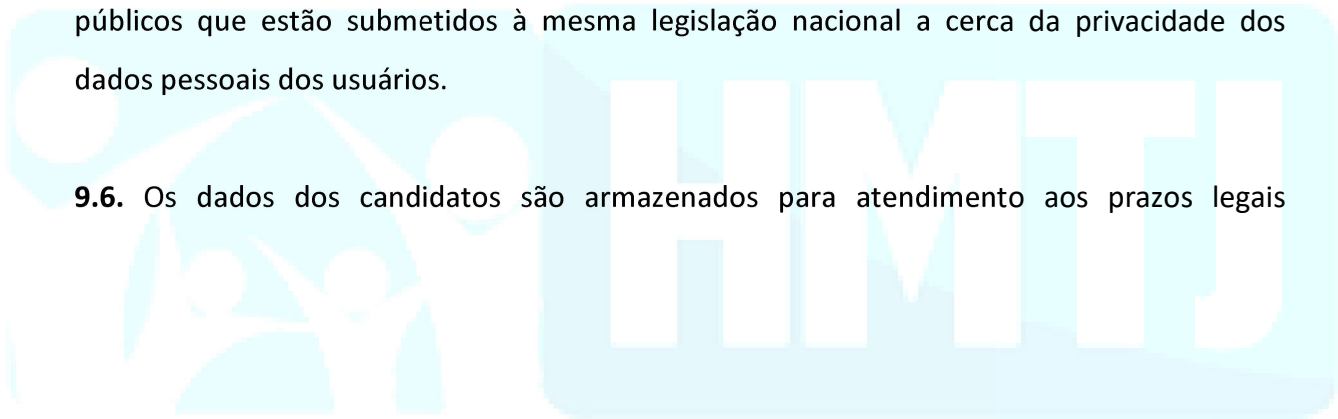 públicos que estão submetidos à mesma legislação nacional a cerca da privacidade dos
dados pessoais dos usuários.
9.6. Os dados dos candidatos são armazenados para atendimento aos prazos legais
HMTJ